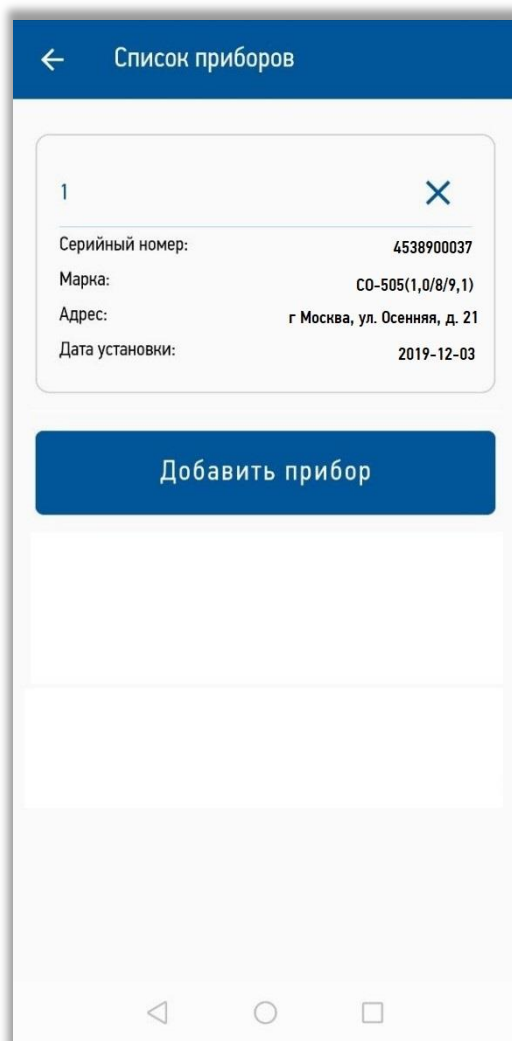 Список приборов
1
Серийный номер: 4538900037
Марка: СО-505(1,0/8/9,1)
Адрес: г Москва, ул. Осенняя, д. 21
Дата установки: 2019-12-03
Добавить прибор